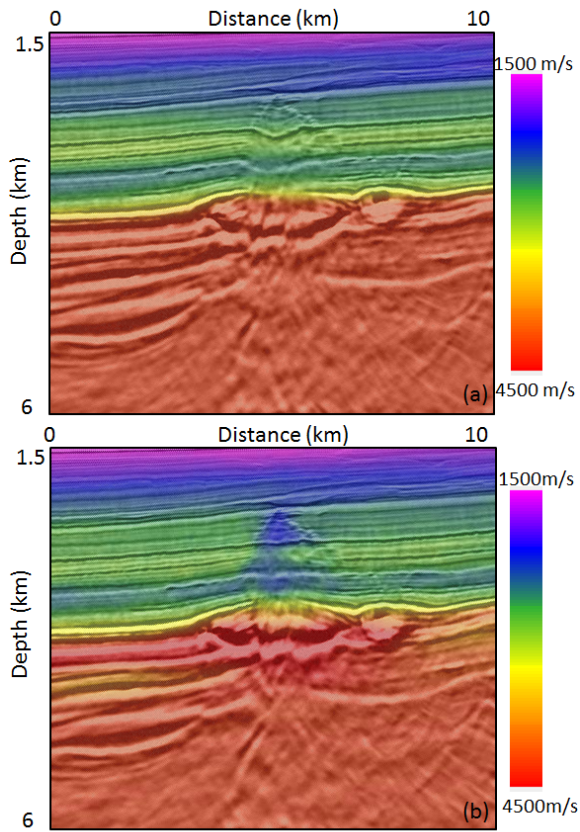 0 Distance (km) 10
1.5
1500 m/s
Depth (km)
4500 m/s
6
(a)
0 Distance (km) 10
1.5
1500m/s
Depth (km)
4500m/s
6
(b)